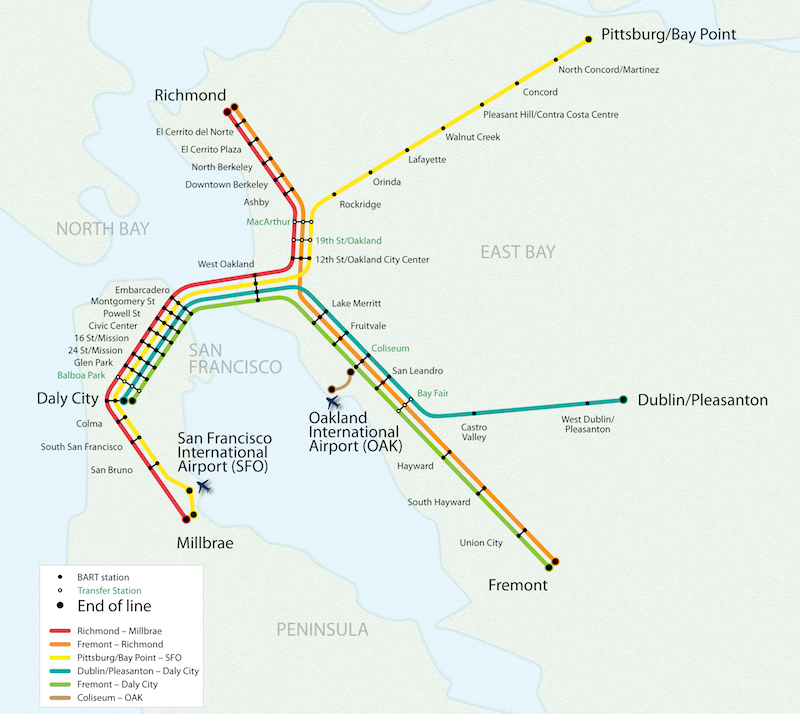 Pittsburg/Bay Point
North Concord/Martinez
Concord
Pleasant Hill/Contra Costa Centre
Walnut Creek
Lafayette
Orinda
Rockridge
Richmond
El Cerrito del Norte
El Cerrito Plaza
North Berkeley
Downtown Berkeley
Ashby
MacArthur
19th St/Oakland
12th St/Oakland City Center
NORTH BAY
EAST BAY
West Oakland
Embarcadero
Montgomery St
Powell St
Civic Center
16 St/Mission
24 St/Mission
Glen Park
Balboa Park
Daly City
SAN
FRANCISCO
Lake Merritt
Fruitvale
Coliseum
San Leandro
Bay Fair
Dublin/Pleasanton
Castro
Valley
West Dublin/
Pleasanton
Oakland
International
Airport (OAK)
Colma
South San Francisco
San Bruno
San Francisco
International
Airport (SFO)
Millbrae
Hayward
South Hayward
Union City
Fremont
PENINSULA
BART station
Transfer Station
End of line
Richmond – Millbrae
Fremont – Richmond
Pittsburg/Bay Point – SFO
Dublin/Pleasanton – Daly City
Fremont – Daly City
Coliseum – OAK